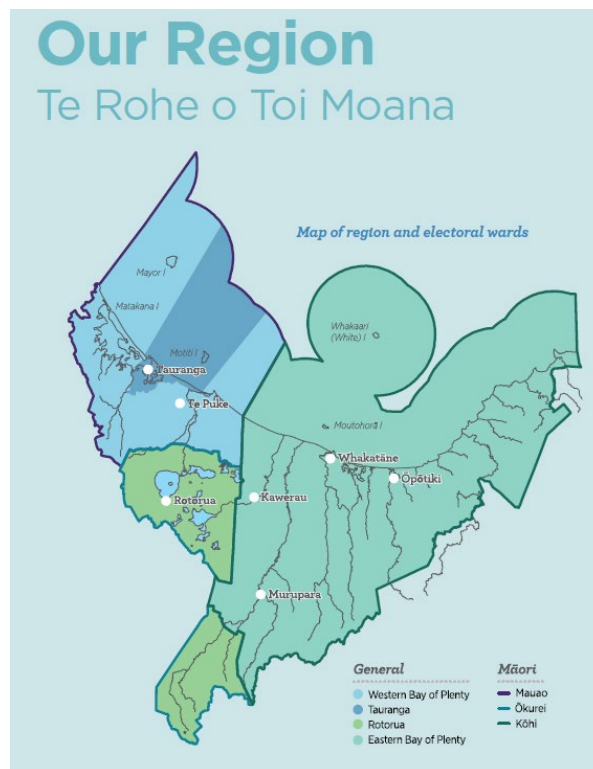 Our Region
Te Rohe o Toi Moana
Map of region and electoral wards
Mayor I
Matakana I
Motiti I
Tauranga
Te Puke
Whakaari
(White) I
Moutohorā I
Whakatāne
Ōpōtiki
Rotorua
Kawerau
Murupara
General
Western Bay of Plenty
Tauranga
Rotorua
Eastern Bay of Plenty
Māori
Mauao
Ōkurei
Kōhi